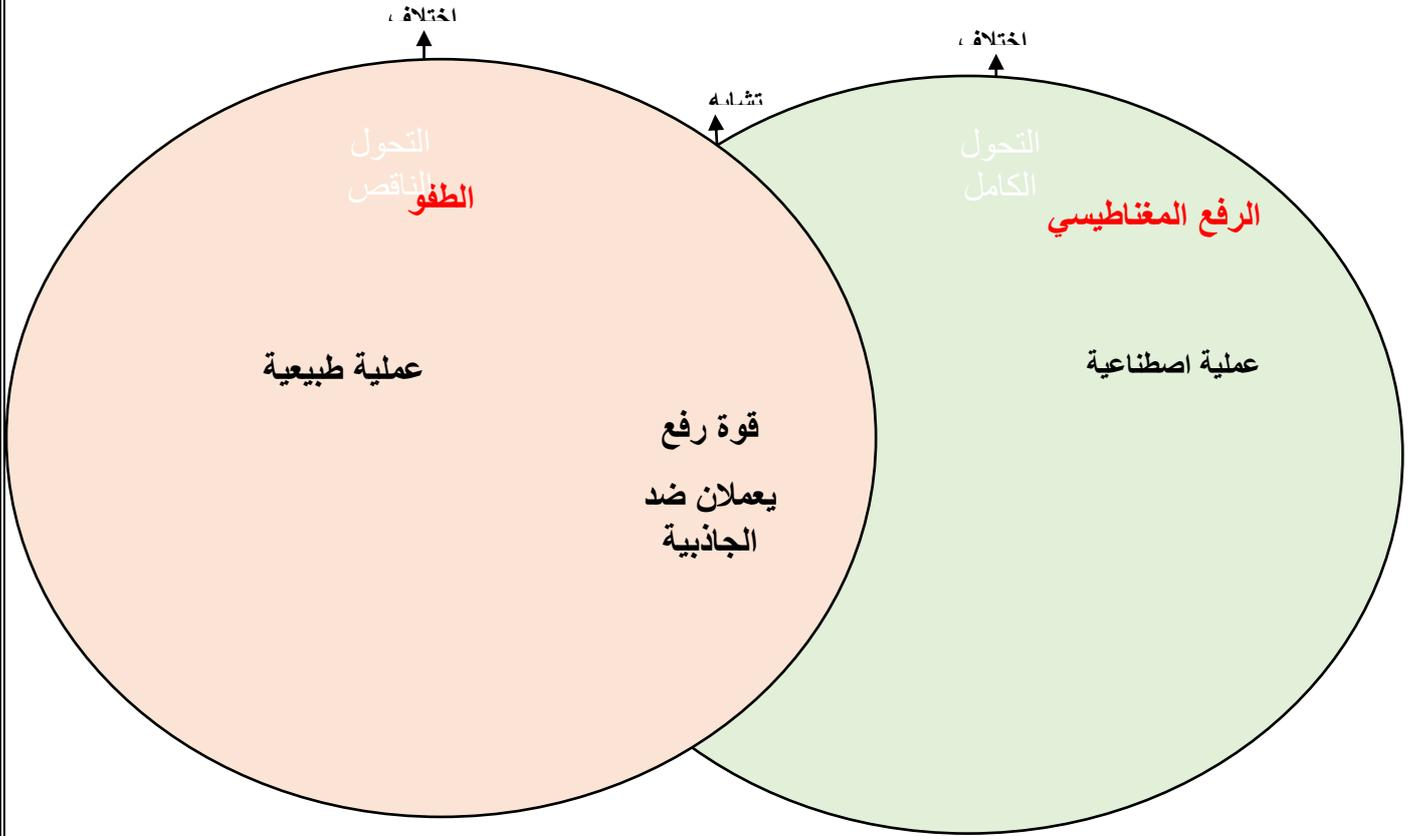 اختلاف
اختلاف
تشابه
التحول
الكامل
التحول
الناقص
الرفع المغناطيسي
الطفو
عملية اصطناعية
عملية طبيعية
قوة رفع
يعملان ضد
الجاذبية